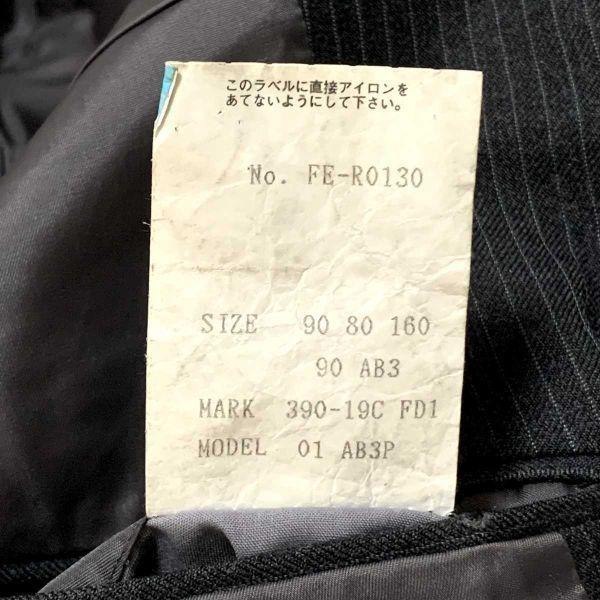 このラベルに直接アイロンを
あてないようにして下さい。
No. FE-R0130
SIZE 90 80 160
90 AB3
MARK 390-19C FD1
MODEL 01 AB3P